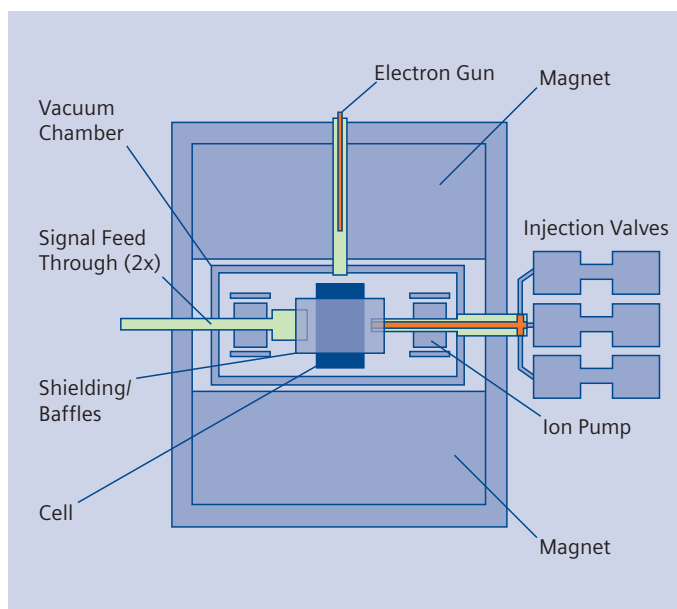 Electron Gun
Magnet
Vacuum
Chamber
Injection Valves
Signal Feed
Through (2x)
Shielding/
Baffles
Ion Pump
Cell
Magnet